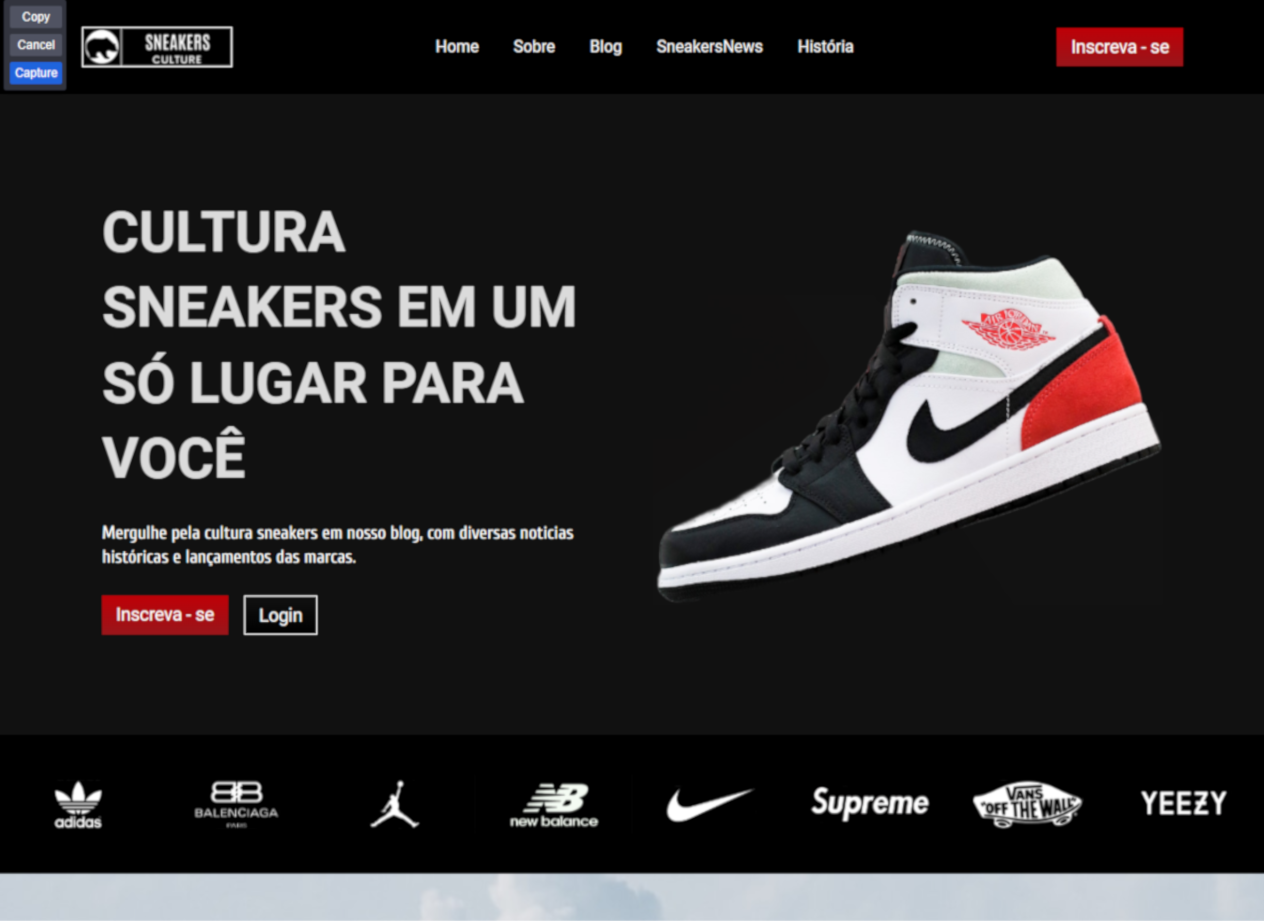 Copy
Cancel
Capture
SNEAKERS
CULTURE
Home Sobre Blog SneakersNews História
Inscreva - se
CULTURA
SNEAKERS EM UM
SÓ LUGAR PARA
VOCÊ
Mergulhe pela cultura sneakers em nosso blog, com diversas noticias
históricas e lançamentos das marcas.
Inscreva - se Login
adidas
BB
BALENCIAGA
PARIS
NB
new balance
Supreme
VANS
"OFF THE WALL"
YEEZY